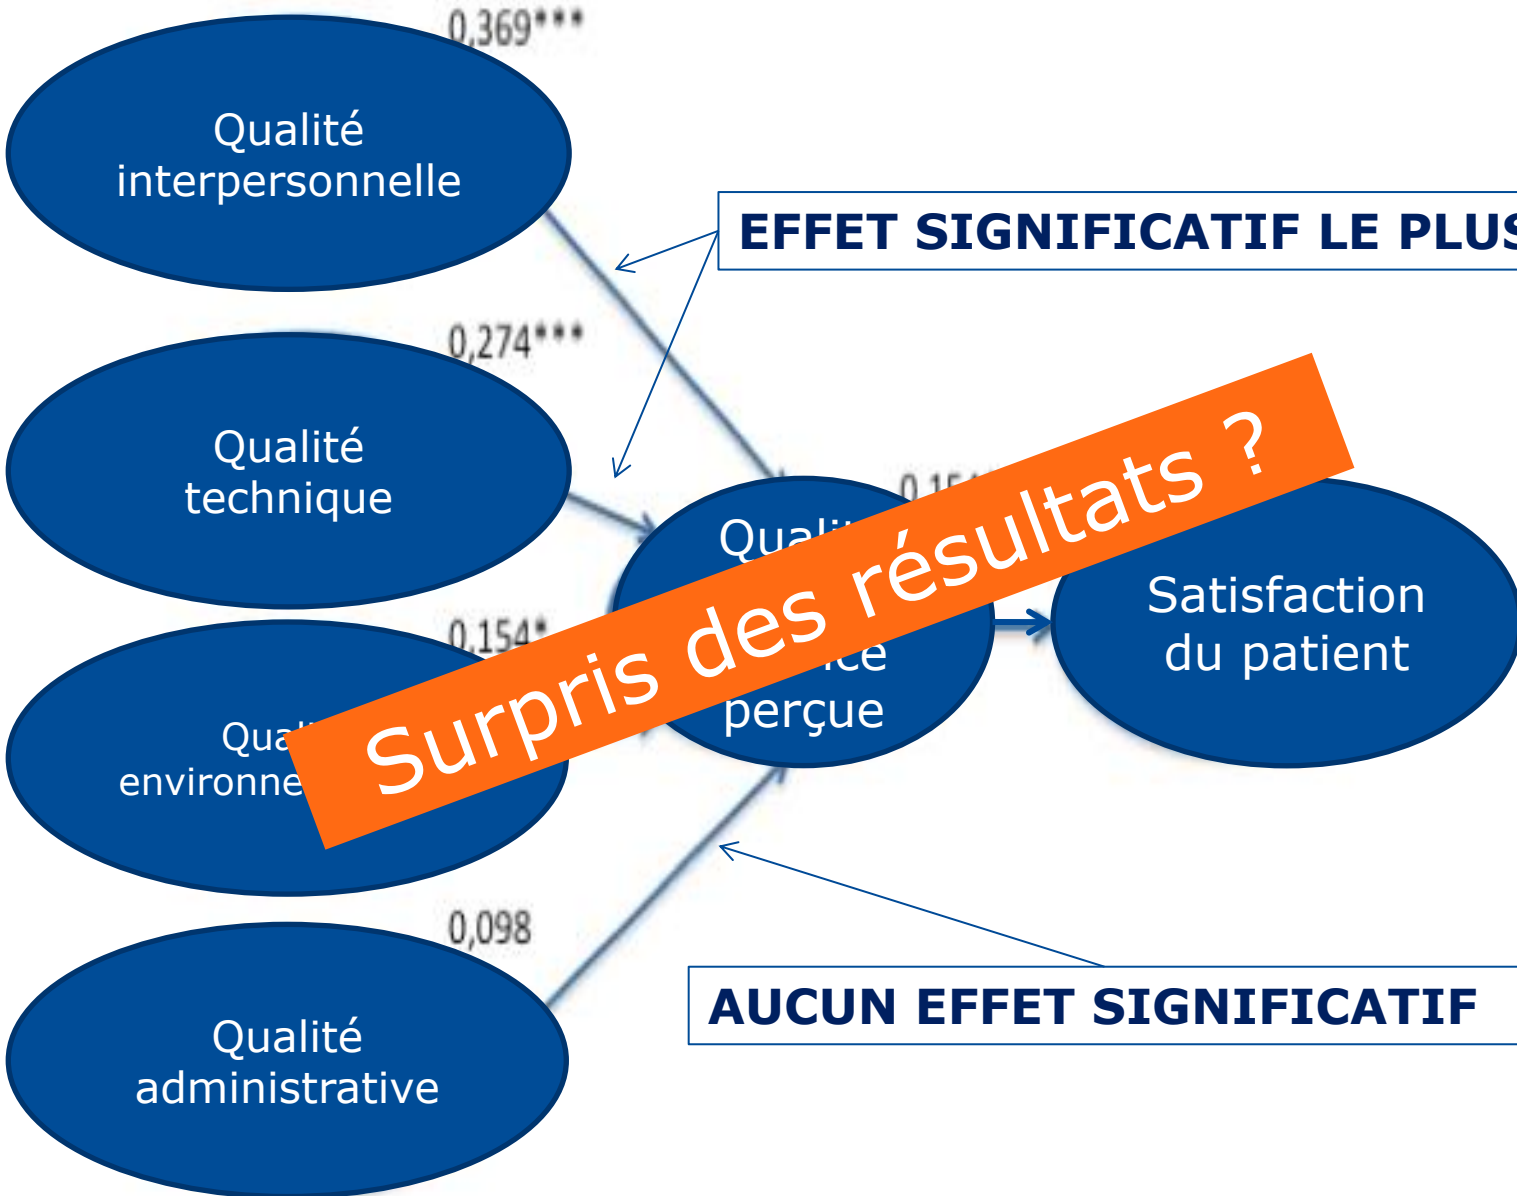 0,369***
Qualité
interpersonnelle
EFFET SIGNIFICATIF LE PLUS
0,274***
Qualité
technique
Surpris des résultats ?
perçue
Satisfaction
du patient
0,154*
0,098
Qualité
administrative
AUCUN EFFET SIGNIFICATIF